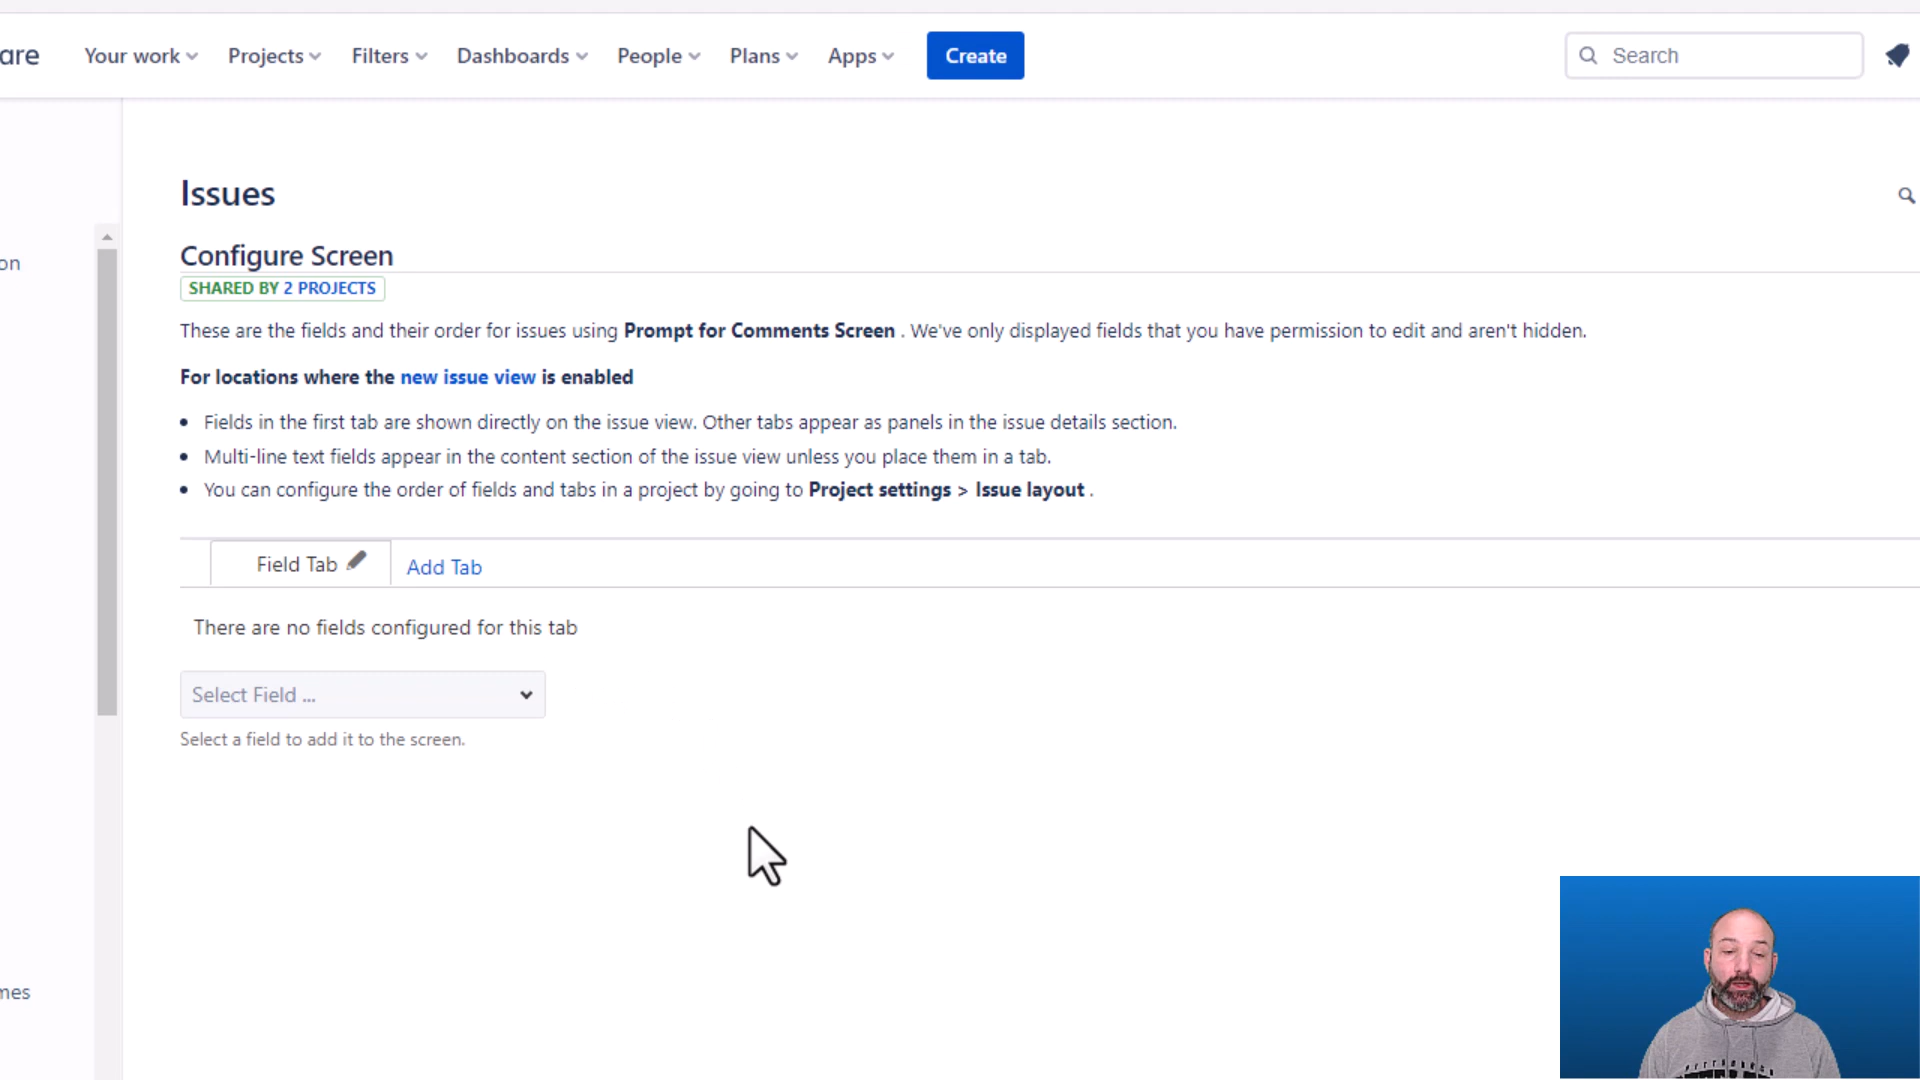 are Your work Projects Filters Dashboards People Plans Apps Create Search
Issues
Configure Screen
on
SHARED BY 2 PROJECTS
These are the fields and their order for issues using Prompt for Comments Screen . We've only displayed fields that you have permission to edit and aren't hidden.
For locations where the new issue view is enabled
• Fields in the first tab are shown directly on the issue view. Other tabs appear as panels in the issue details section.
• Multi-line text fields appear in the content section of the issue view unless you place them in a tab.
• You can configure the order of fields and tabs in a project by going to Project settings > Issue layout .
Field Tab Add Tab
There are no fields configured for this tab
Select Field ...
Select a field to add it to the screen.
mes